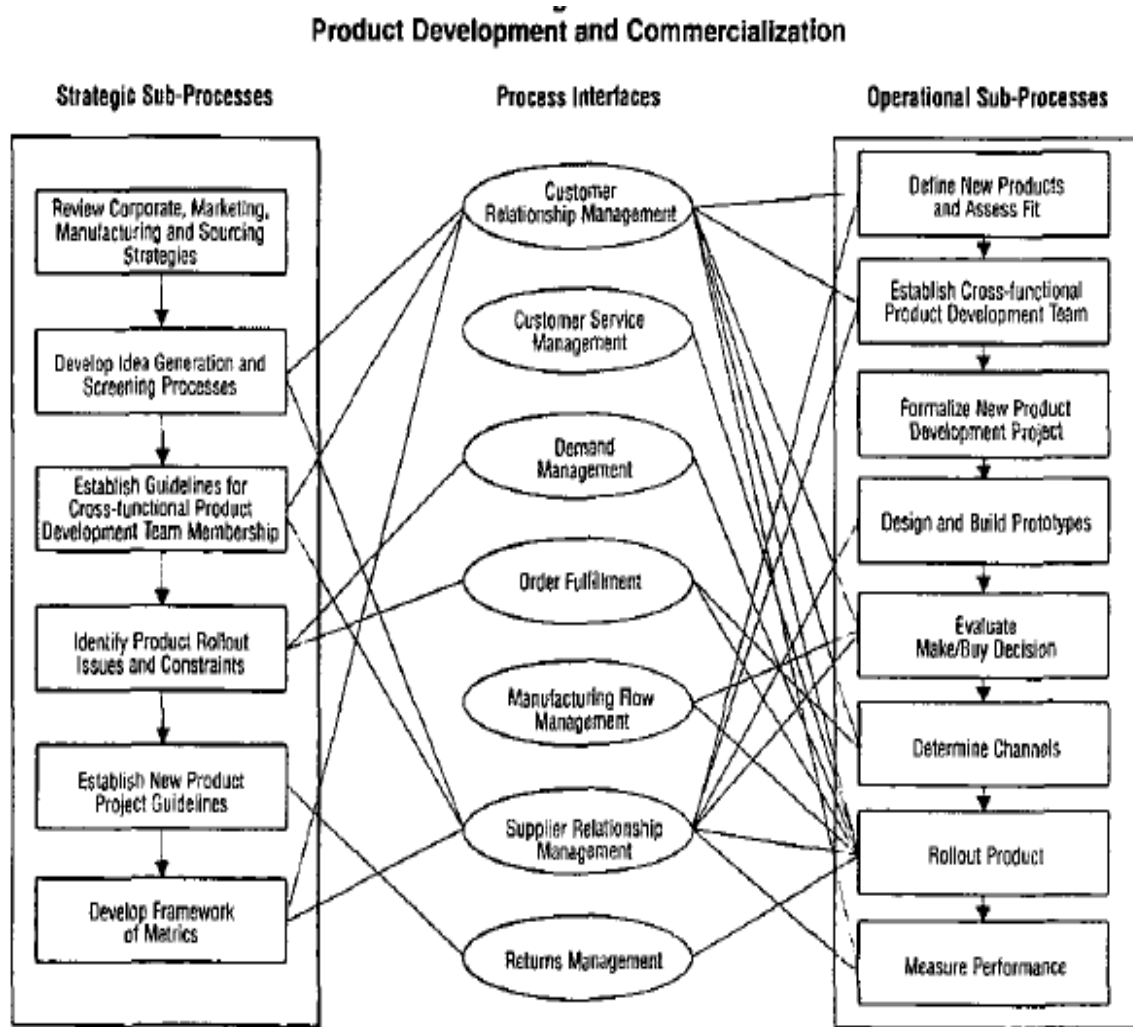 Product Development and Commercialization
Strategic Sub-Processes
Process Interfaces
Operational Sub-Processes
Review Corporate, Marketing,
Manufacturing and Sourcing
Strategies
Develop Idea Generation and
Screening Processes
Establish Guidelines for
Cross-functional Product
Development Team Membership
Identify Product Rollout
Issues and Constraints
Establish New Product
Project Guidelines
Develop Framework
of Metrics
Customer
Relationship Management
Customer Service
Management
Demand
Management
Order Fulfillment
Manufacturing Flow
Management
Supplier Relationship
Management
Returns Management
Define New Products
and Assess Fit
Establish Cross-functional
Product Development Team
Formalize New Product
Development Project
Design and Build Prototypes
Evaluate
Make/Buy Decision
Determine Channels
Rollout Product
Measure Performance